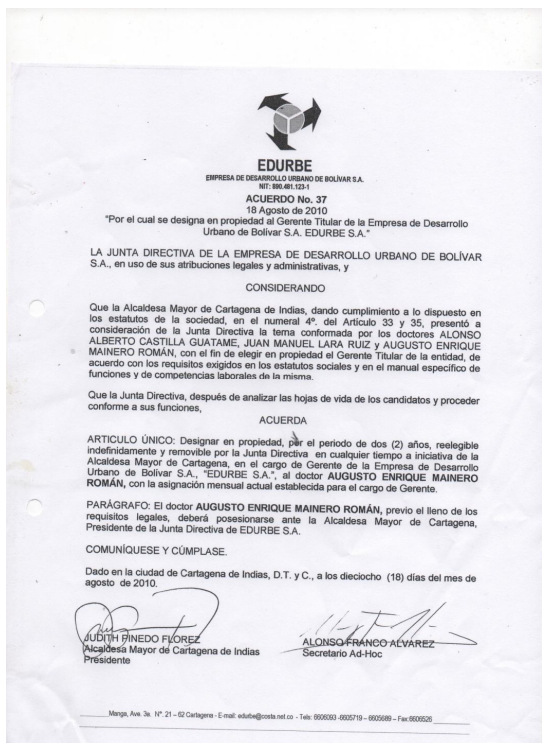 EDURBE
EMPRESA DE DESARROLLO URBANO DE BOLÍVAR S.A.
NIT: 890.481.123-1
ACUERDO No. 37
18 Agosto de 2010
"Por el cual se designa en propiedad al Gerente Titular de la Empresa de Desarrollo
Urbano de Bolívar S.A. EDURBE S.A."
LA JUNTA DIRECTIVA DE LA EMPRESA DE DESARROLLO URBANO DE BOLÍVAR
S.A., en uso de sus atribuciones legales y administrativas, y
CONSIDERANDO
Que la Alcaldesa Mayor de Cartagena de Indias, dando cumplimiento a lo dispuesto en
los estatutos de la sociedad, en el numeral 4º. del Artículo 33 y 35, presentó a
consideración de la Junta Directiva la terna conformada por los doctores ALONSO
ALBERTO CASTILLA GUATAME, JUAN MANUEL LARA RUIZ y AUGUSTO ENRIQUE
MAINERO ROMÁN, con el fin de elegir en propiedad el Gerente Titular de la entidad, de
acuerdo con los requisitos exigidos en los estatutos sociales y en el manual específico de
funciones y de competencias laborales de la misma.
Que la Junta Directiva, después de analizar las hojas de vida de los candidatos y proceder
conforme a sus funciones,
ACUERDA
ARTICULO ÚNICO: Designar en propiedad, por el periodo de dos (2) años, reelegible
indefinidamente y removible por la Junta Directiva en cualquier tiempo a iniciativa de la
Alcaldesa Mayor de Cartagena, en el cargo de Gerente de la Empresa de Desarrollo
Urbano de Bolívar S.A., "EDURBE S.A.", al doctor AUGUSTO ENRIQUE MAINERO
ROMÁN, con la asignación mensual actual establecida para el cargo de Gerente.
PARÁGRAFO: El doctor AUGUSTO ENRIQUE MAINERO ROMÁN, previo el lleno de los
requisitos legales, deberá posesionarse ante la Alcaldesa Mayor de Cartagena,
Presidente de la Junta Directiva de EDURBE S.A.
COMUNÍQUESE Y CÚMPLASE.
Dado en la ciudad de Cartagena de Indias, D.T. y C., a los dieciocho (18) días del mes de
agosto de 2010.
JUDITH PINEDO FLOREZ
Alcaldesa Mayor de Cartagena de Indias
Presidente
ALONSO FRANCO ALVAREZ
Secretario Ad-Hoc
Manga, Ave. 3a. Nº. 21 – 62 Cartagena - E-mail: edurbe@costa.net.co - Tels: 6606093 -6605719 – 6605689 – Fax:6606526